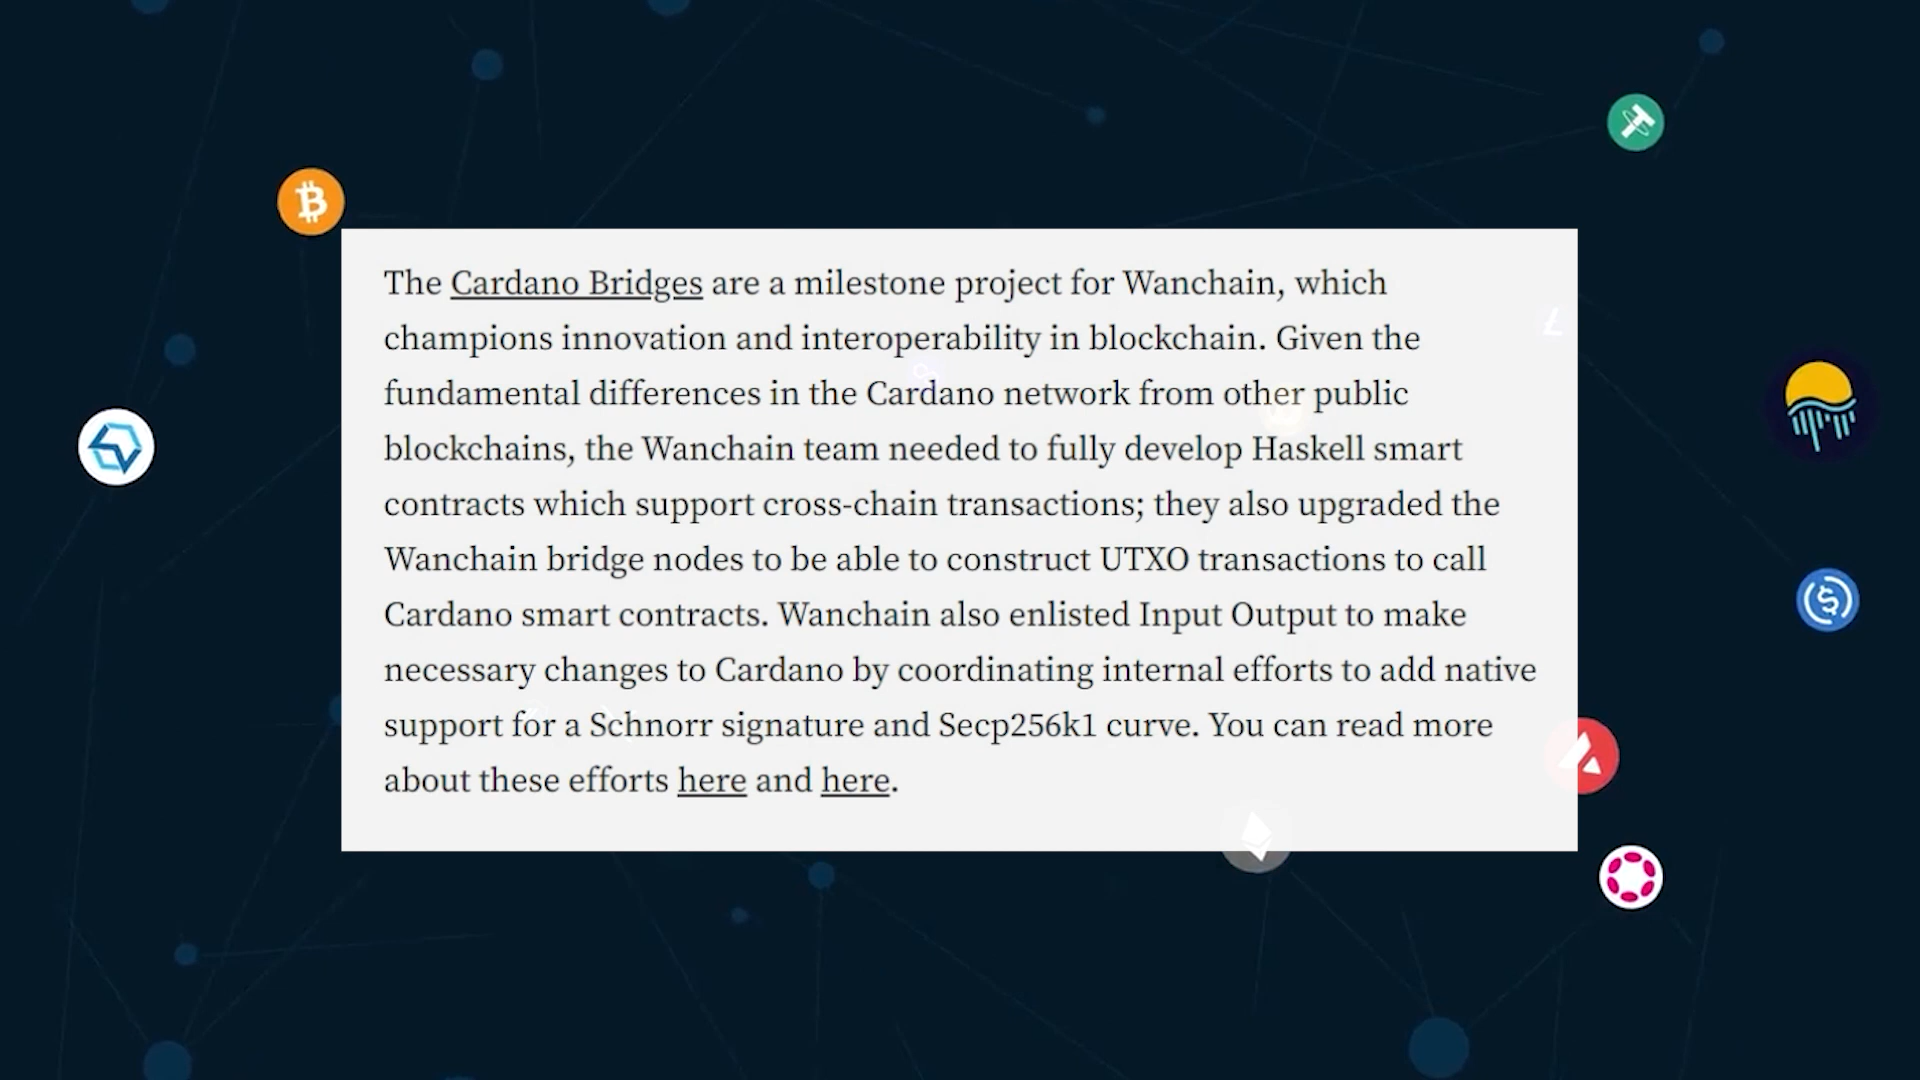 The Cardano Bridges are a milestone project for Wanchain, which
champions innovation and interoperability in blockchain. Given the
fundamental differences in the Cardano network from other public
blockchains, the Wanchain team needed to fully develop Haskell smart
contracts which support cross-chain transactions; they also upgraded the
Wanchain bridge nodes to be able to construct UTXO transactions to call
Cardano smart contracts. Wanchain also enlisted Input Output to make
necessary changes to Cardano by coordinating internal efforts to add native
support for a Schnorr signature and Secp256k1 curve. You can read more
about these efforts here and here.